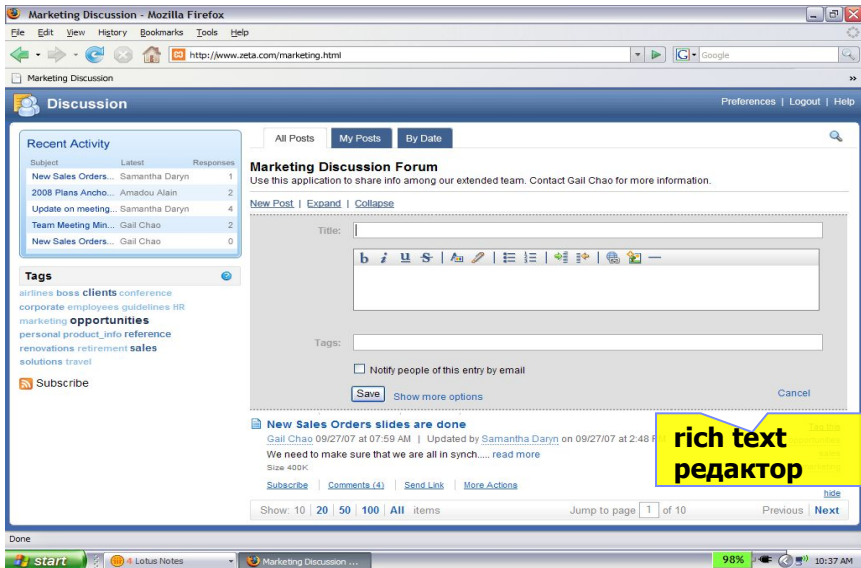 Marketing Discussion - Mozilla Firefox
File Edit View History Bookmarks Tools Help
http://www.zeta.com/marketing.html
Google
Marketing Discussion
Discussion
Preferences | Logout | Help
Recent Activity
Subject Latest Responses
New Sales Orders... Samantha Daryn 1
2008 Plans Ancho... Amadou Alain 2
Update on meeting... Samantha Daryn 4
Team Meeting Min... Gail Chao 2
New Sales Orders... Gail Chao 0
Tags
airlines boss clients conference
corporate employees guidelines HR
marketing opportunities
personal product_info reference
renovations retirement sales
solutions travel
Subscribe
All Posts My Posts By Date
Marketing Discussion Forum
Use this application to share info among our extended team. Contact Gail Chao for more information.
New Post | Expand | Collapse
Title:
b i u S
Tags:
Notify people of this entry by email
Save Show more options Cancel
New Sales Orders slides are done
Gail Chao 09/27/07 at 07:59 AM | Updated by Samantha Daryn on 09/27/07 at 2:48
We need to make sure that we are all in synch..... read more
Size 400K
Subscribe | Comments (4) | Send Link | More Actions
rich text
редактор
hide
Show: 10 | 20 | 50 | 100 | All items Jump to page 1 of 10 Previous | Next
Done
start 4 Lotus Notes Marketing Discussion ... 98% 10:37 AM